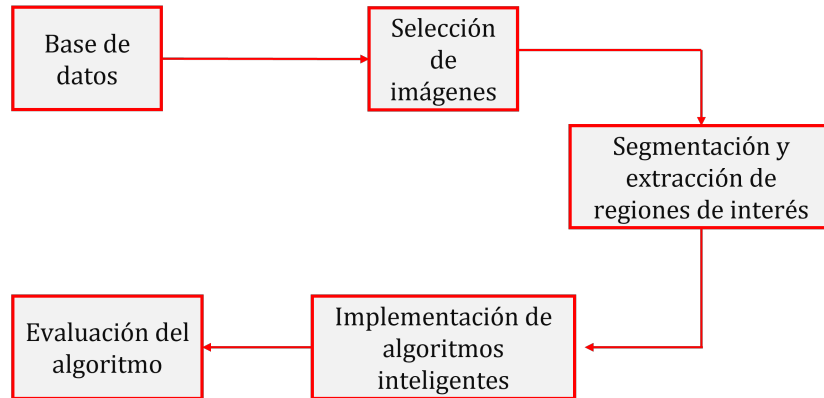 Base de
datos
Selección
de
imágenes
Segmentación y
extracción de
regiones de interés
Implementación de
algoritmos
inteligentes
Evaluación del
algoritmo